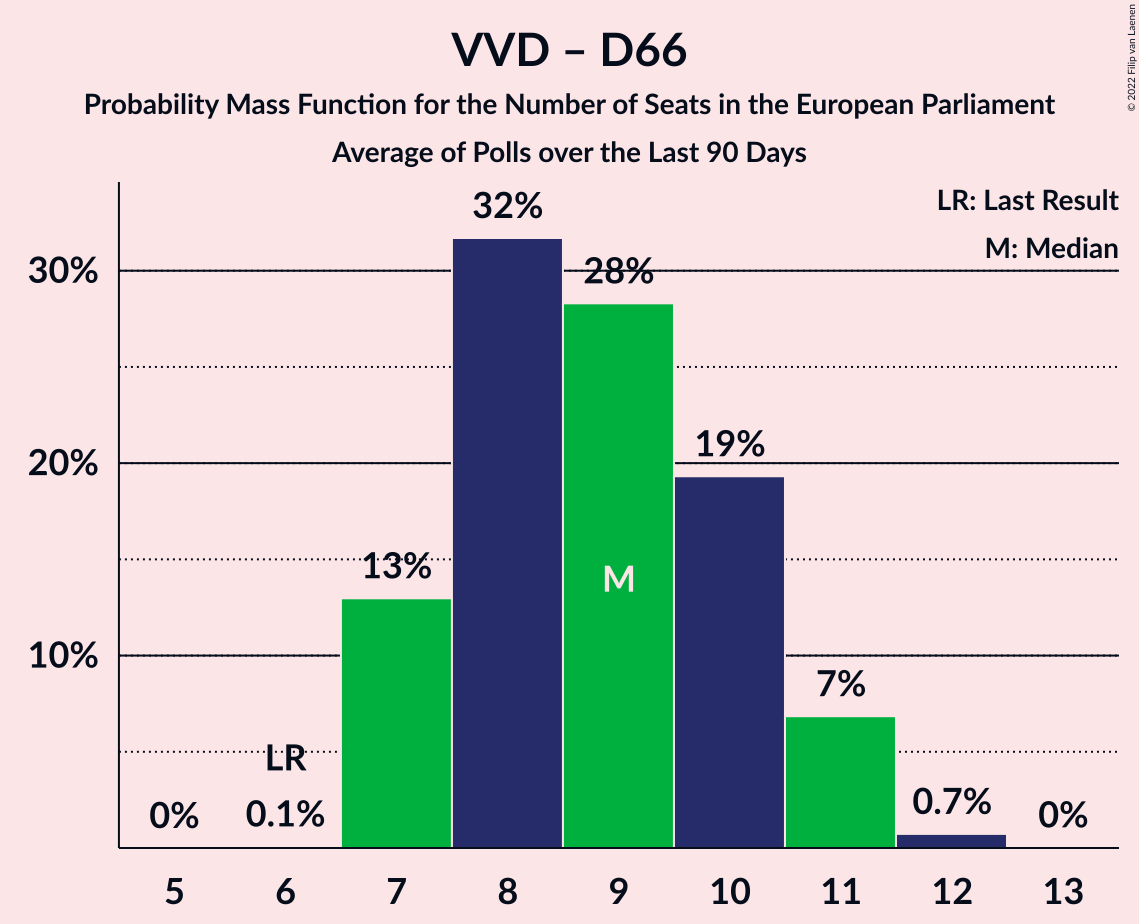 VVD – D66
Probability Mass Function for the Number of Seats in the European Parliament
Average of Polls over the Last 90 Days
© 2022 Filip van Laenen
LR: Last Result
M: Median
30%
20%
10%
0%
LR
0.1%
13%
32%
28%
M
19%
7%
0.7%
0%
5 6 7 8 9 10 11 12 13